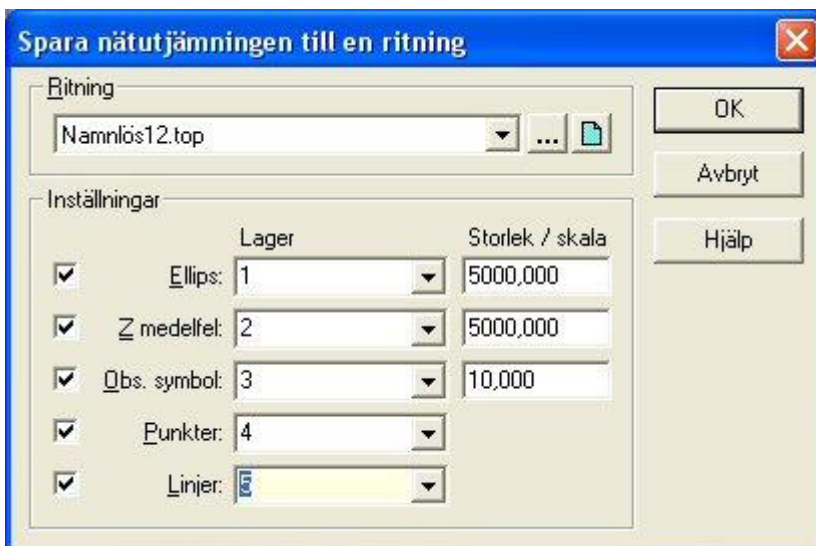 Spara nätutjämningen till en ritning
Ritning
Namnlös12.top
...
OK
Avbryt
Hjälp
Inställningar
Lager Storlek / skala
Ellips: 1 5000,000
Z medelfel: 2 5000,000
Obs. symbol: 3 10,000
Punkter: 4
Linjer: 5